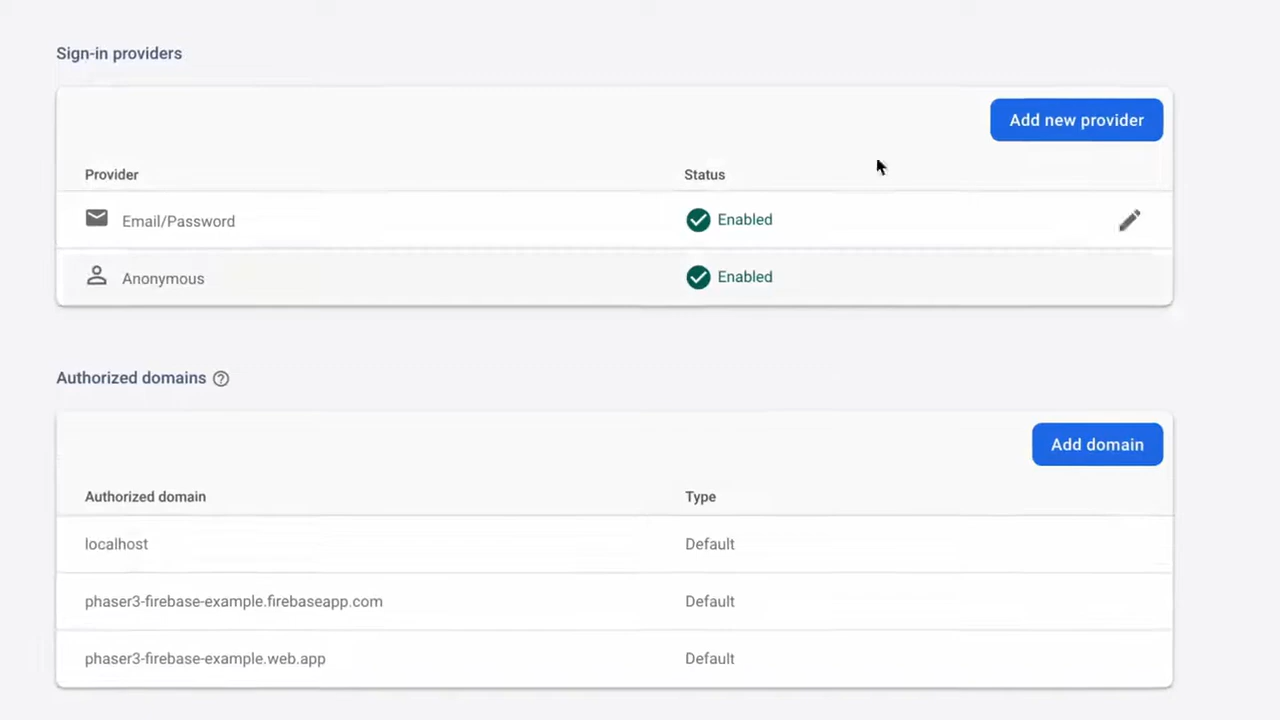 Sign-in providers
Add new provider
Provider Status
Email/Password Enabled
Anonymous Enabled
Authorized domains
Add domain
Authorized domain Type
localhost Default
phaser3-firebase-example.firebaseapp.com Default
phaser3-firebase-example.web.app Default